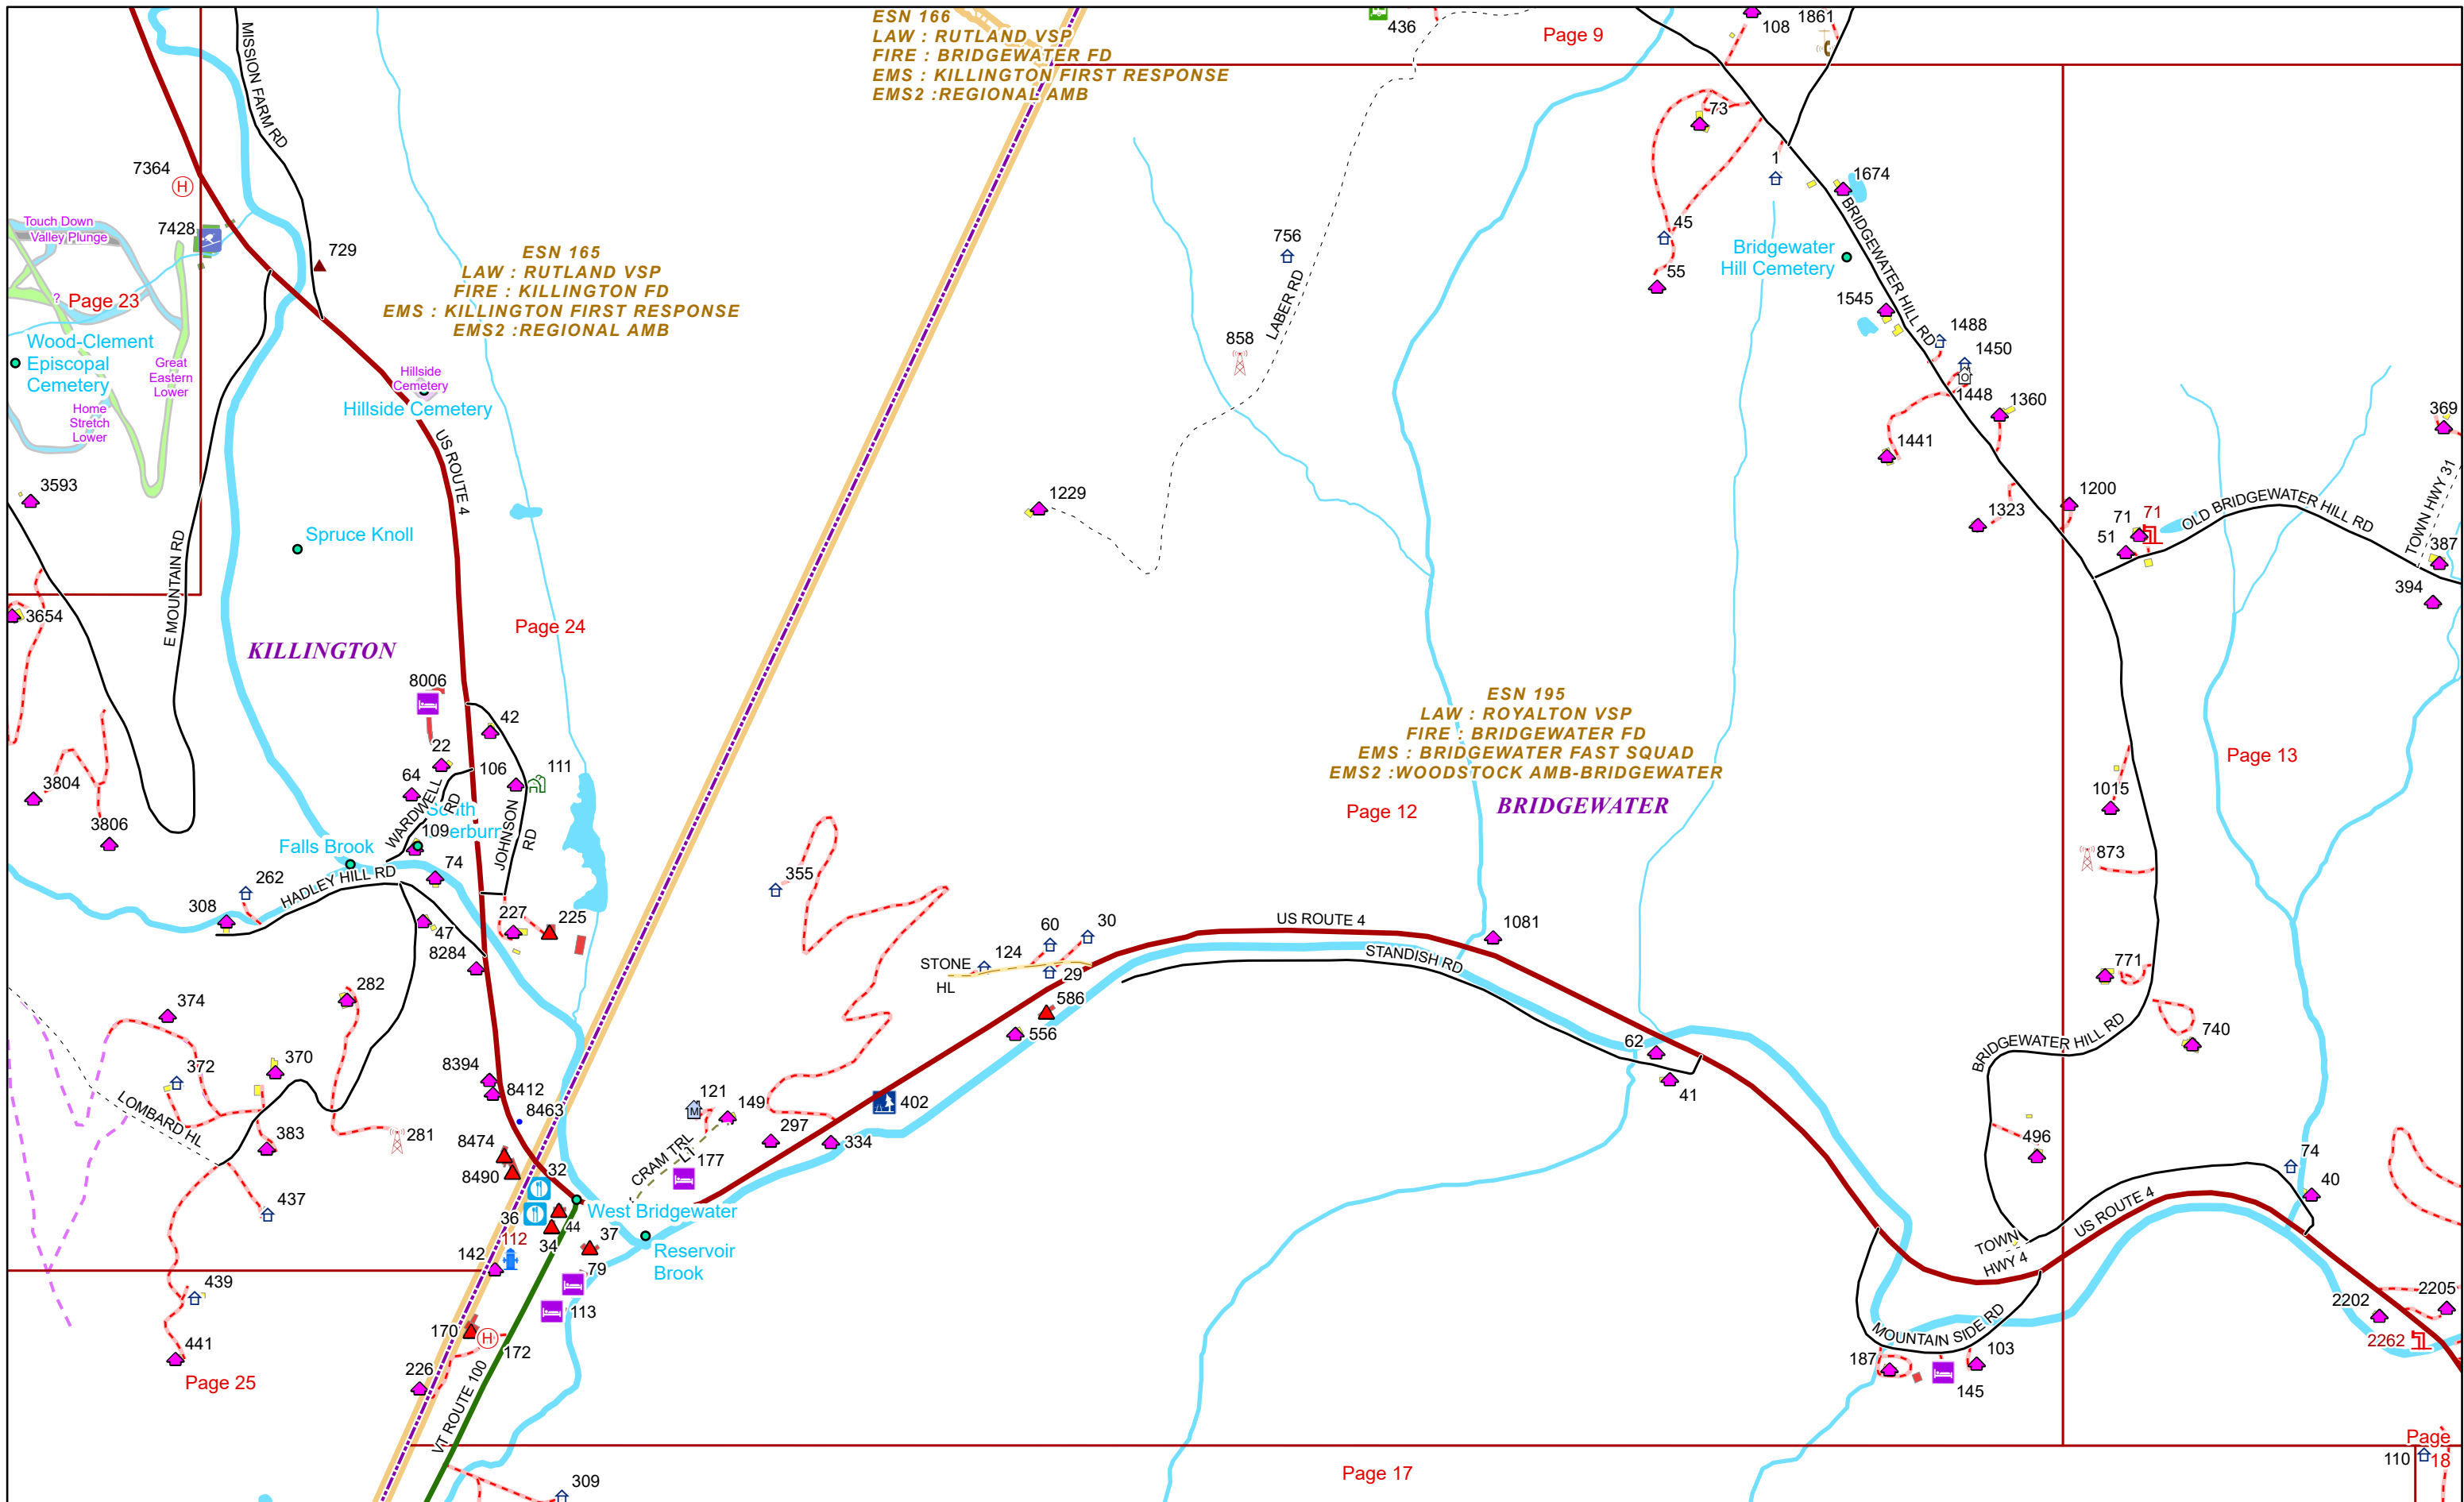 ESN 166
LAW : RUTLAND VSP
FIRE : BRIDGEWATER FD
EMS : KILLINGTON FIRST RESPONSE
EMS2 :REGIONAL AMB
436
Page 9
108
1861
MISSION FARM RD
7364
H
7428
Touch Down
Valley Plunge
? Page 23
Wood-Clement
Episcopal
Cemetery
Great
Eastern
Lower
Home
Stretch
Lower
729
ESN 165
LAW : RUTLAND VSP
FIRE : KILLINGTON FD
EMS : KILLINGTON FIRST RESPONSE
EMS2 :REGIONAL AMB
Hillside
Cemetery
Hillside Cemetery
US ROUTE 4
756
858
LABER RD
1229
73
1
45
55
1674
BRIDGEWATER HILL RD
Bridgewater
Hill Cemetery
1545
1488
1450
O
1448
1360
1441
1323
1200
71
71
51
OLD BRIDGEWATER HILL RD
TOWN HWY 31
369
387
394
3593
3654
E MOUNTAIN RD
Spruce Knoll
Page 24
KILLINGTON
8006
42
22
106
111
64
WARDWELL RD
JOHNSON RD
South
109
74
Falls Brook
3804
3806
262
308
HADLEY HILL RD
47
227
225
8284
282
374
372
370
383
LOMBARD HL
281
437
439
441
Page 25
8394
8412
8463
8474
8490
32
36
44
34
37
112
142
79
113
170
H
172
226
VT ROUTE 100
309
West Bridgewater
Reservoir
Brook
ESN 195
LAW : ROYALTON VSP
FIRE : BRIDGEWATER FD
EMS : BRIDGEWATER FAST SQUAD
EMS2 :WOODSTOCK AMB-BRIDGEWATER
Page 12
BRIDGEWATER
Page 13
355
STONE
HL
124
60
30
29
586
556
US ROUTE 4
STANDISH RD
1081
62
41
121
M
149
CRAM TRL
LT
177
297
334
402
1015
873
771
740
BRIDGEWATER HILL RD
496
TOWN
HWY 4
US ROUTE 4
74
40
MOUNTAIN SIDE RD
187
103
145
2202
2205
2262
Page 17
Page
18
110